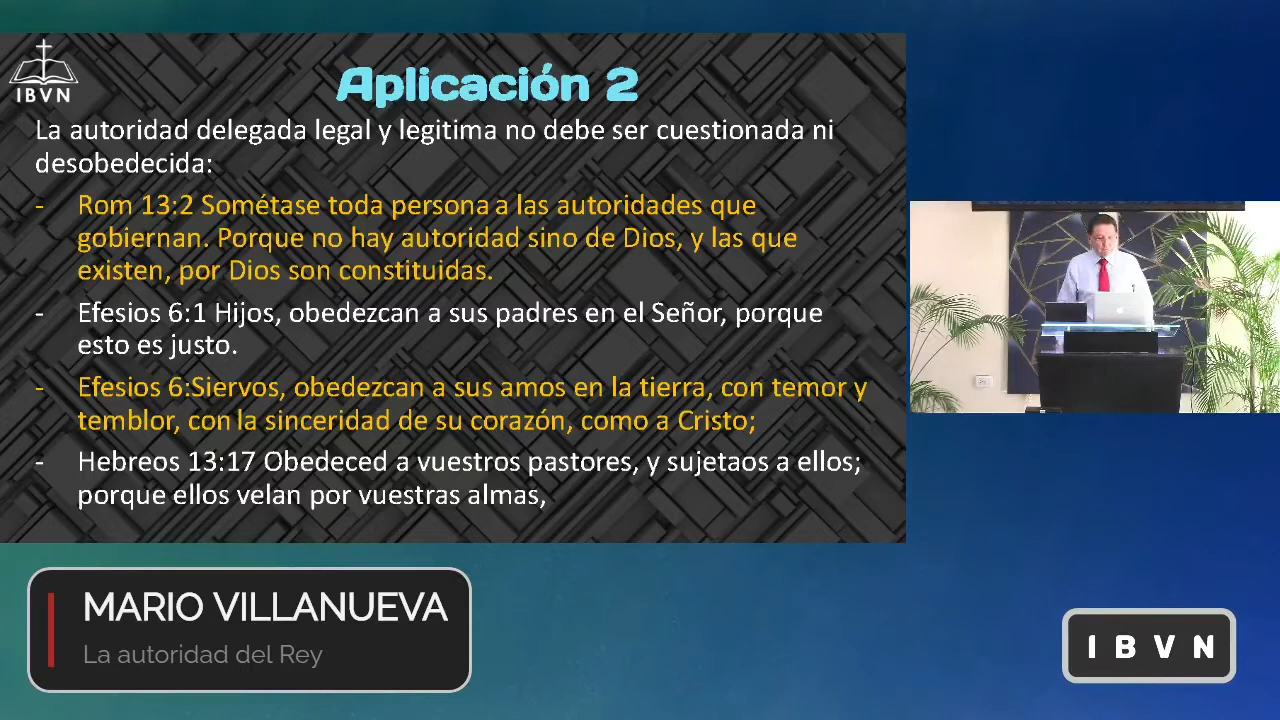 IBVN
Aplicación 2
La autoridad delegada legal y legitima no debe ser cuestionada ni
desobedecida:
- Rom 13:2 Sométase toda persona a las autoridades que
gobiernan. Porque no hay autoridad sino de Dios, y las que
existen, por Dios son constituidas.
- Efesios 6:1 Hijos, obedezcan a sus padres en el Señor, porque
esto es justo.
- Efesios 6:Siervos, obedezcan a sus amos en la tierra, con temor y
temblor, con la sinceridad de su corazón, como a Cristo;
- Hebreos 13:17 Obedeced a vuestros pastores, y sujetaos a ellos;
porque ellos velan por vuestras almas,
MARIO VILLANUEVA
La autoridad del Rey
IBVN